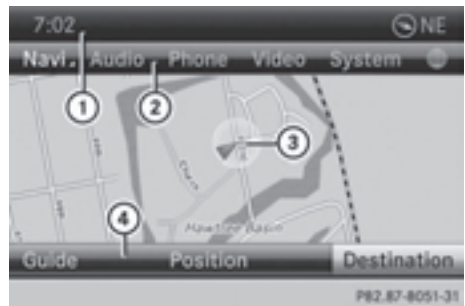 7:02 NE
Navi Audio Phone Video System
1 2
3
4
Hawtree Basin
Guide Position Destination
P82.87-8051-31